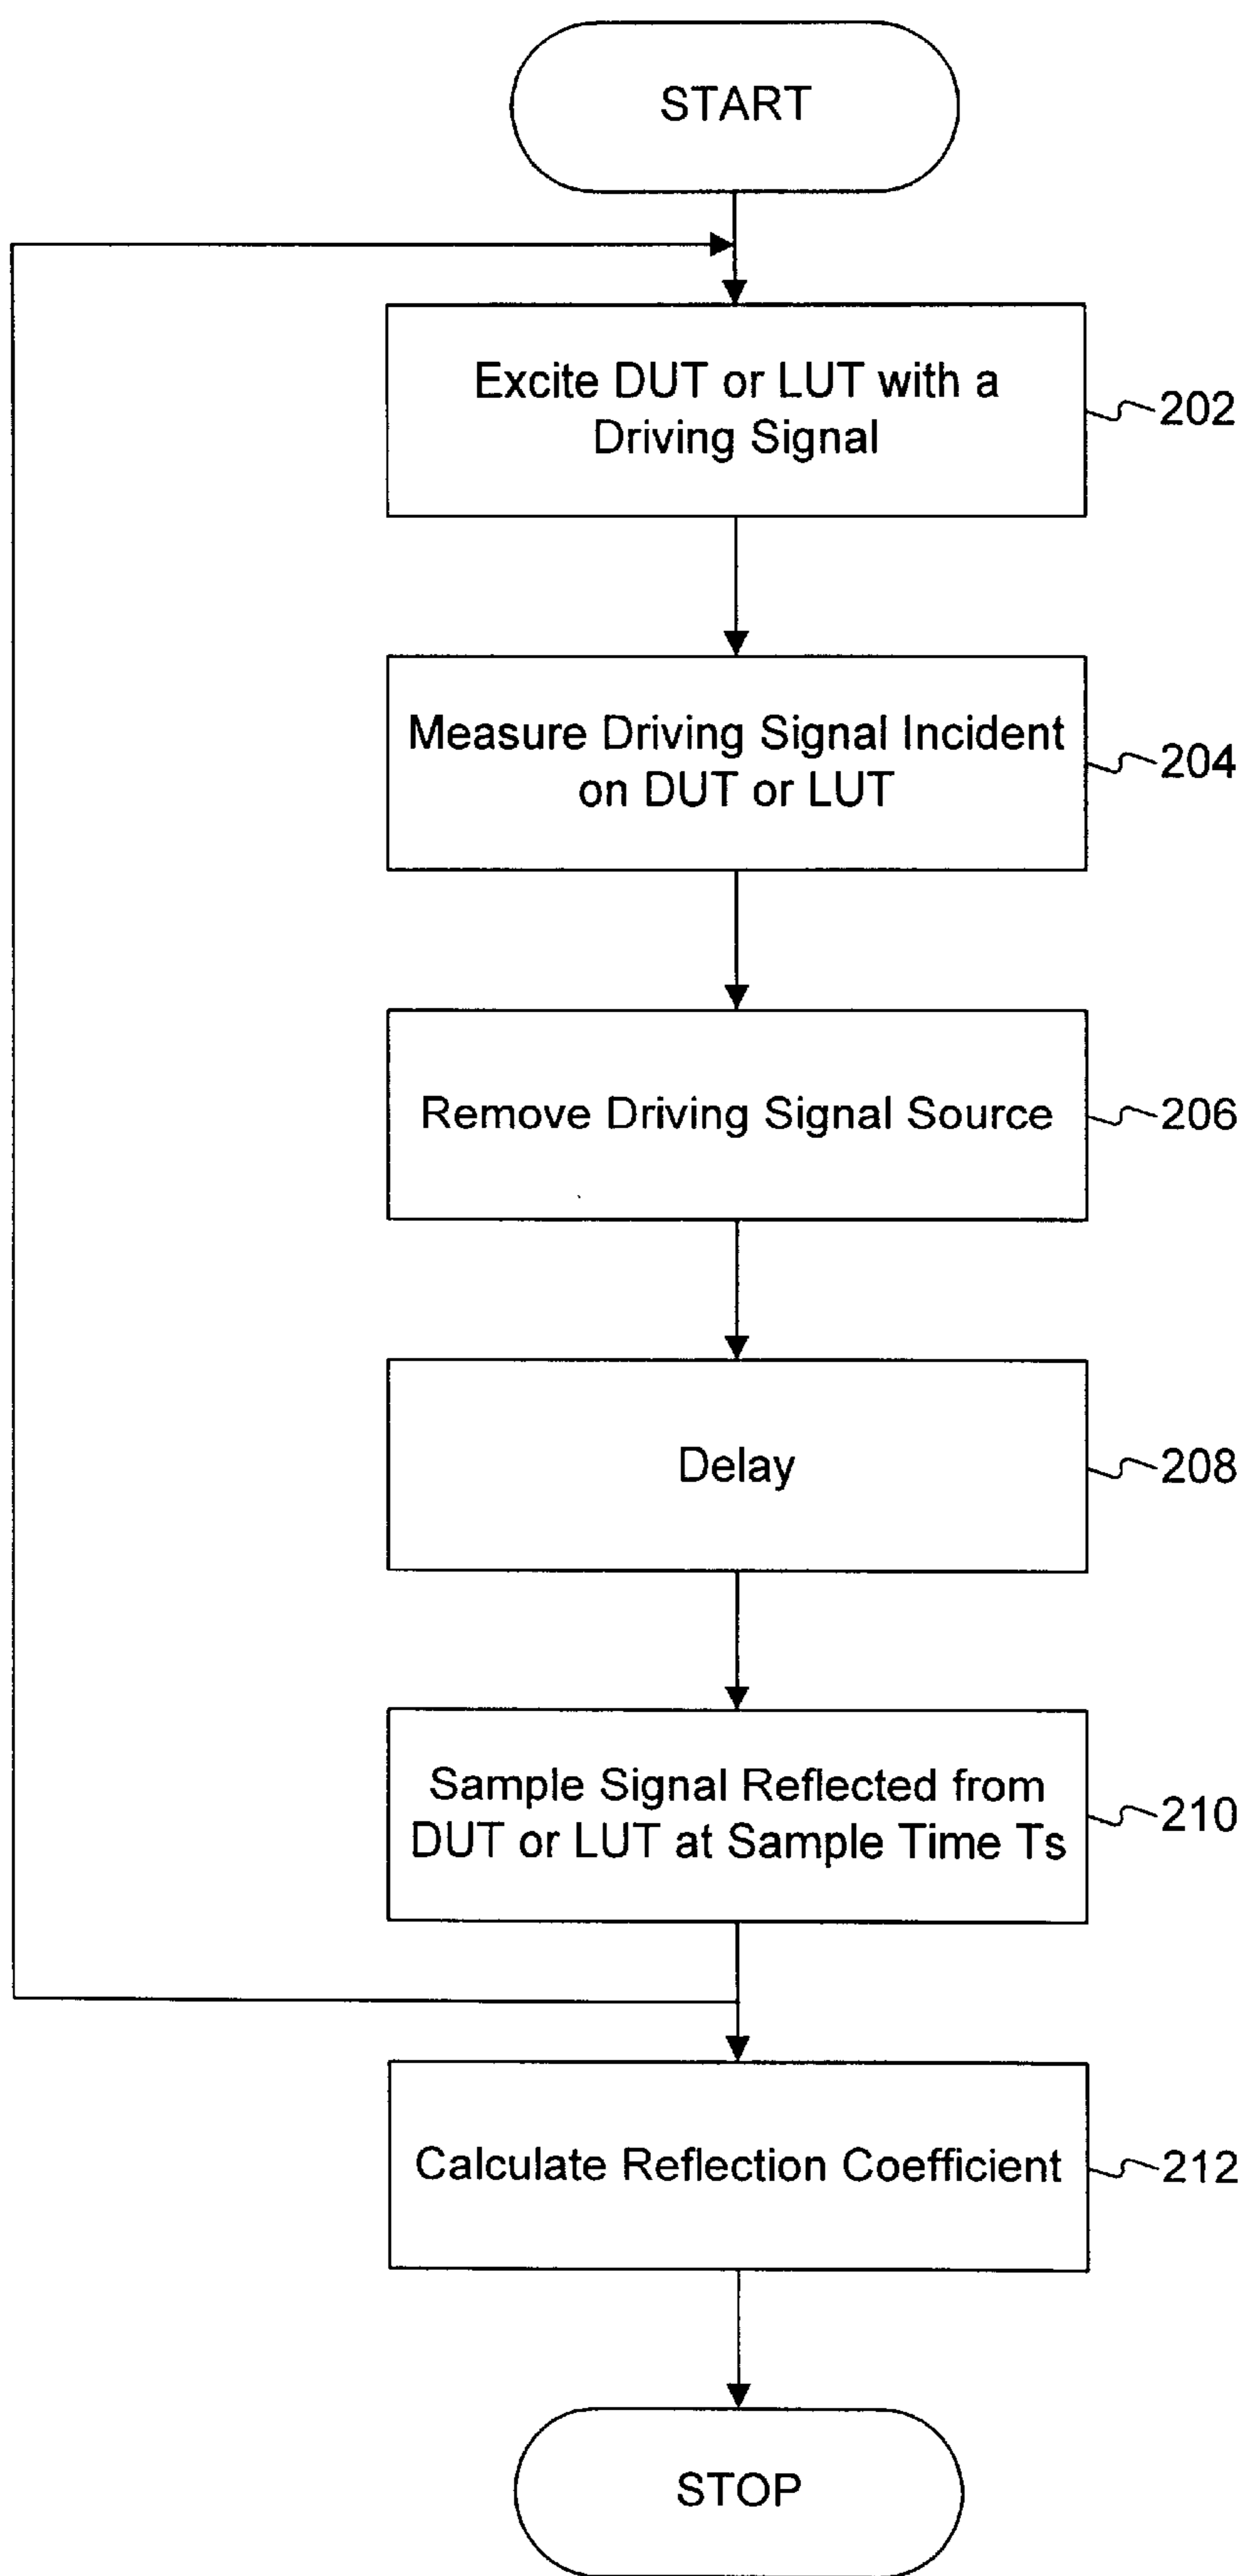 START
Excite DUT or LUT with a
Driving Signal
202
Measure Driving Signal Incident
on DUT or LUT
204
Remove Driving Signal Source
206
Delay
208
Sample Signal Reflected from
DUT or LUT at Sample Time Ts
210
Calculate Reflection Coefficient
212
STOP